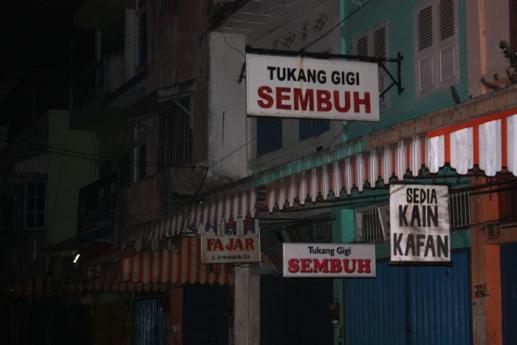 TUKANG GIGI
SEMBUH
SEDIA
KAIN
KAFAN
FAJAR
Tukang Gigi
SEMBUH